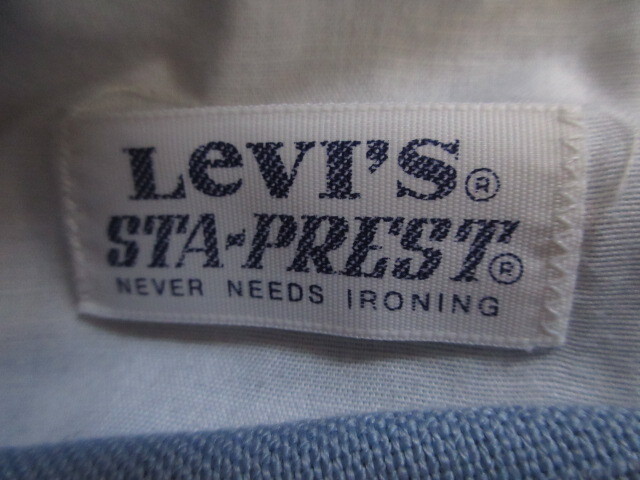 LeVI'S®
STA-PREST®
NEVER NEEDS IRONING